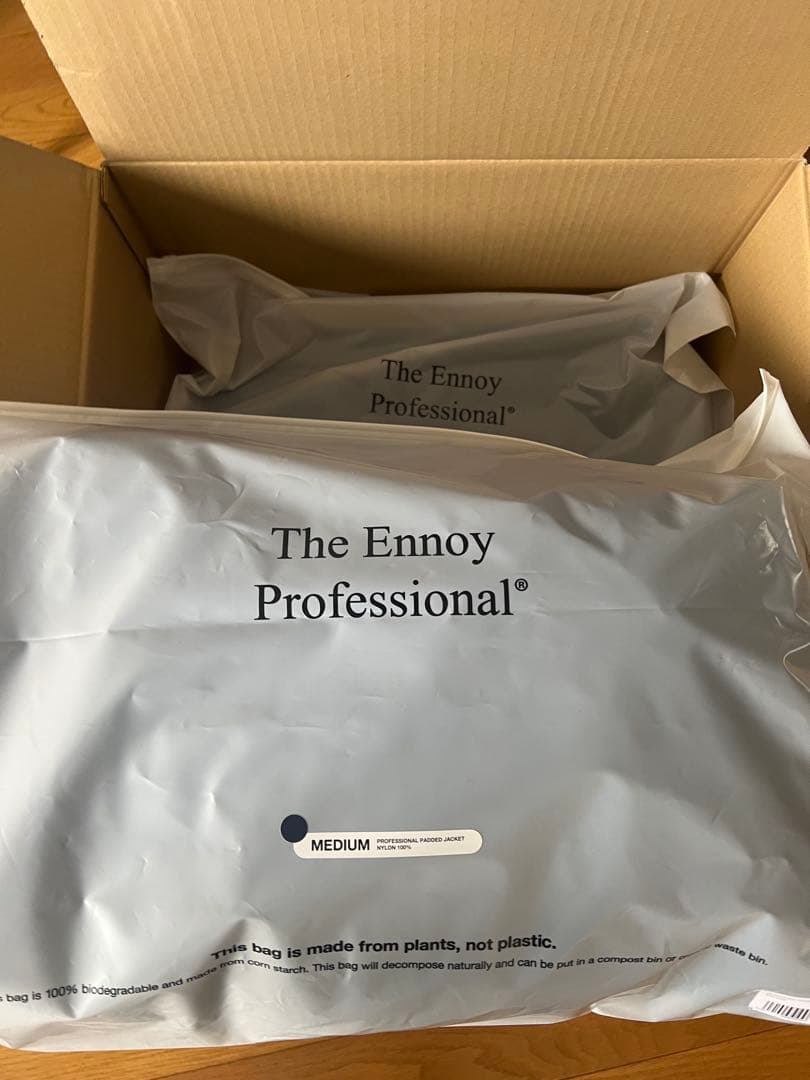 The Ennoy
Professional®
The Ennoy
Professional®
MEDIUM PROFESSIONAL PADDED JACKET
NYLON 100%
This bag is made from plants, not plastic.
bag is 100% biodegradable and made from corn starch. This bag will decompose naturally and can be put in a compost bin or waste bin.